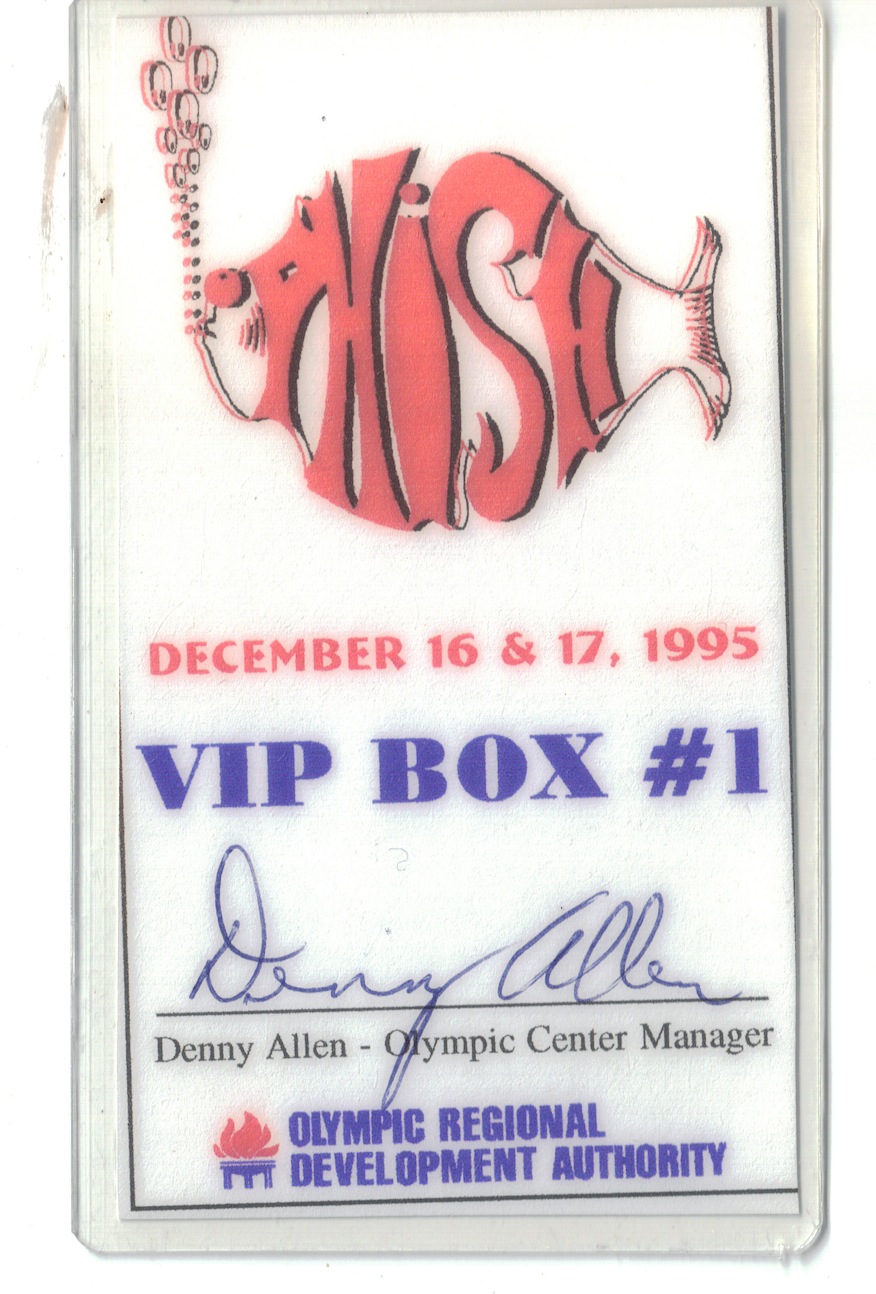 PHISH
DECEMBER 16 & 17, 1995
VIP BOX #1
Denny Allen
Denny Allen - Olympic Center Manager
OLYMPIC REGIONAL
DEVELOPMENT AUTHORITY